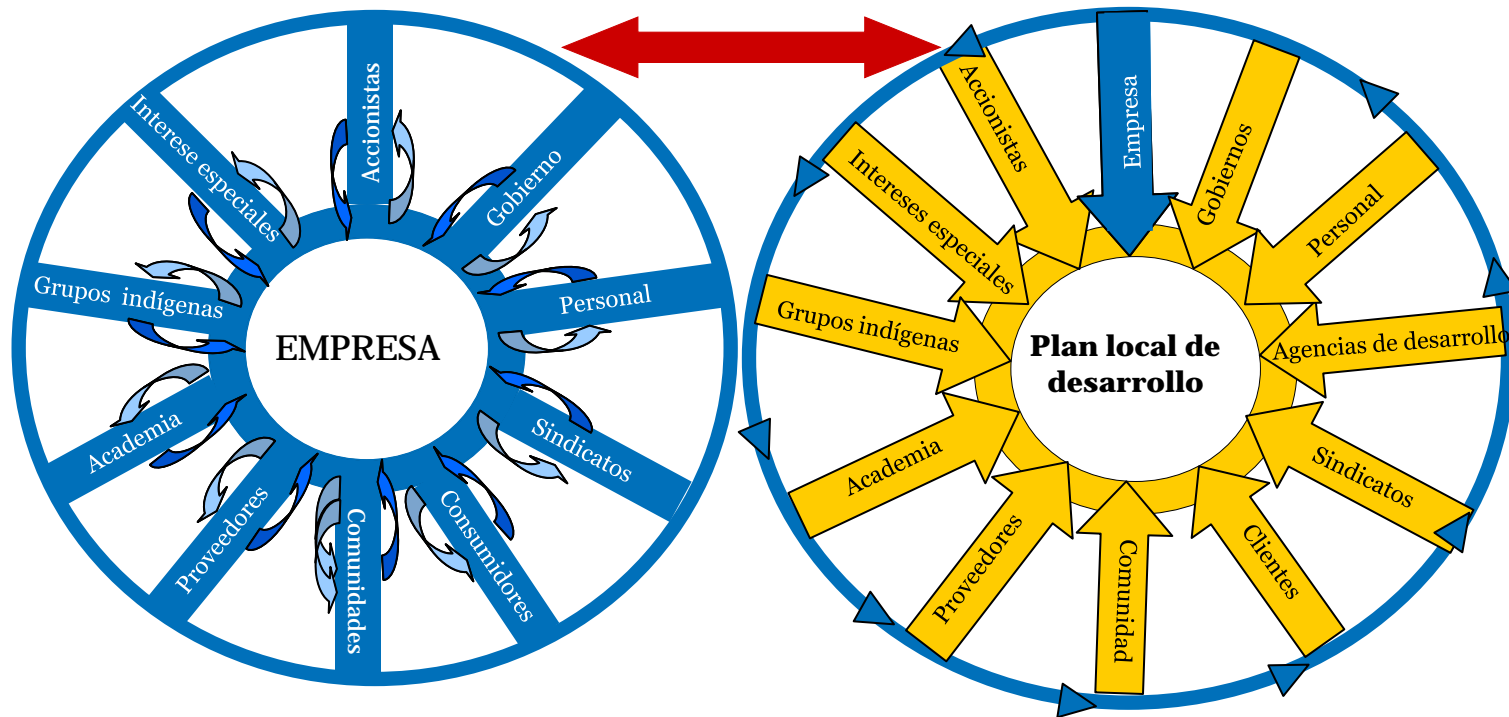 EMPRESA
Accionistas
Gobierno
Personal
Sindicatos
Consumidores
Comunidades
Proveedores
Academia
Grupos indígenas
Interese especiales
Plan local de
desarrollo
Empresa
Gobiernos
Personal
Agencias de desarrollo
Sindicatos
Clientes
Comunidad
Proveedores
Academia
Grupos indígenas
Intereses especiales
Accionistas